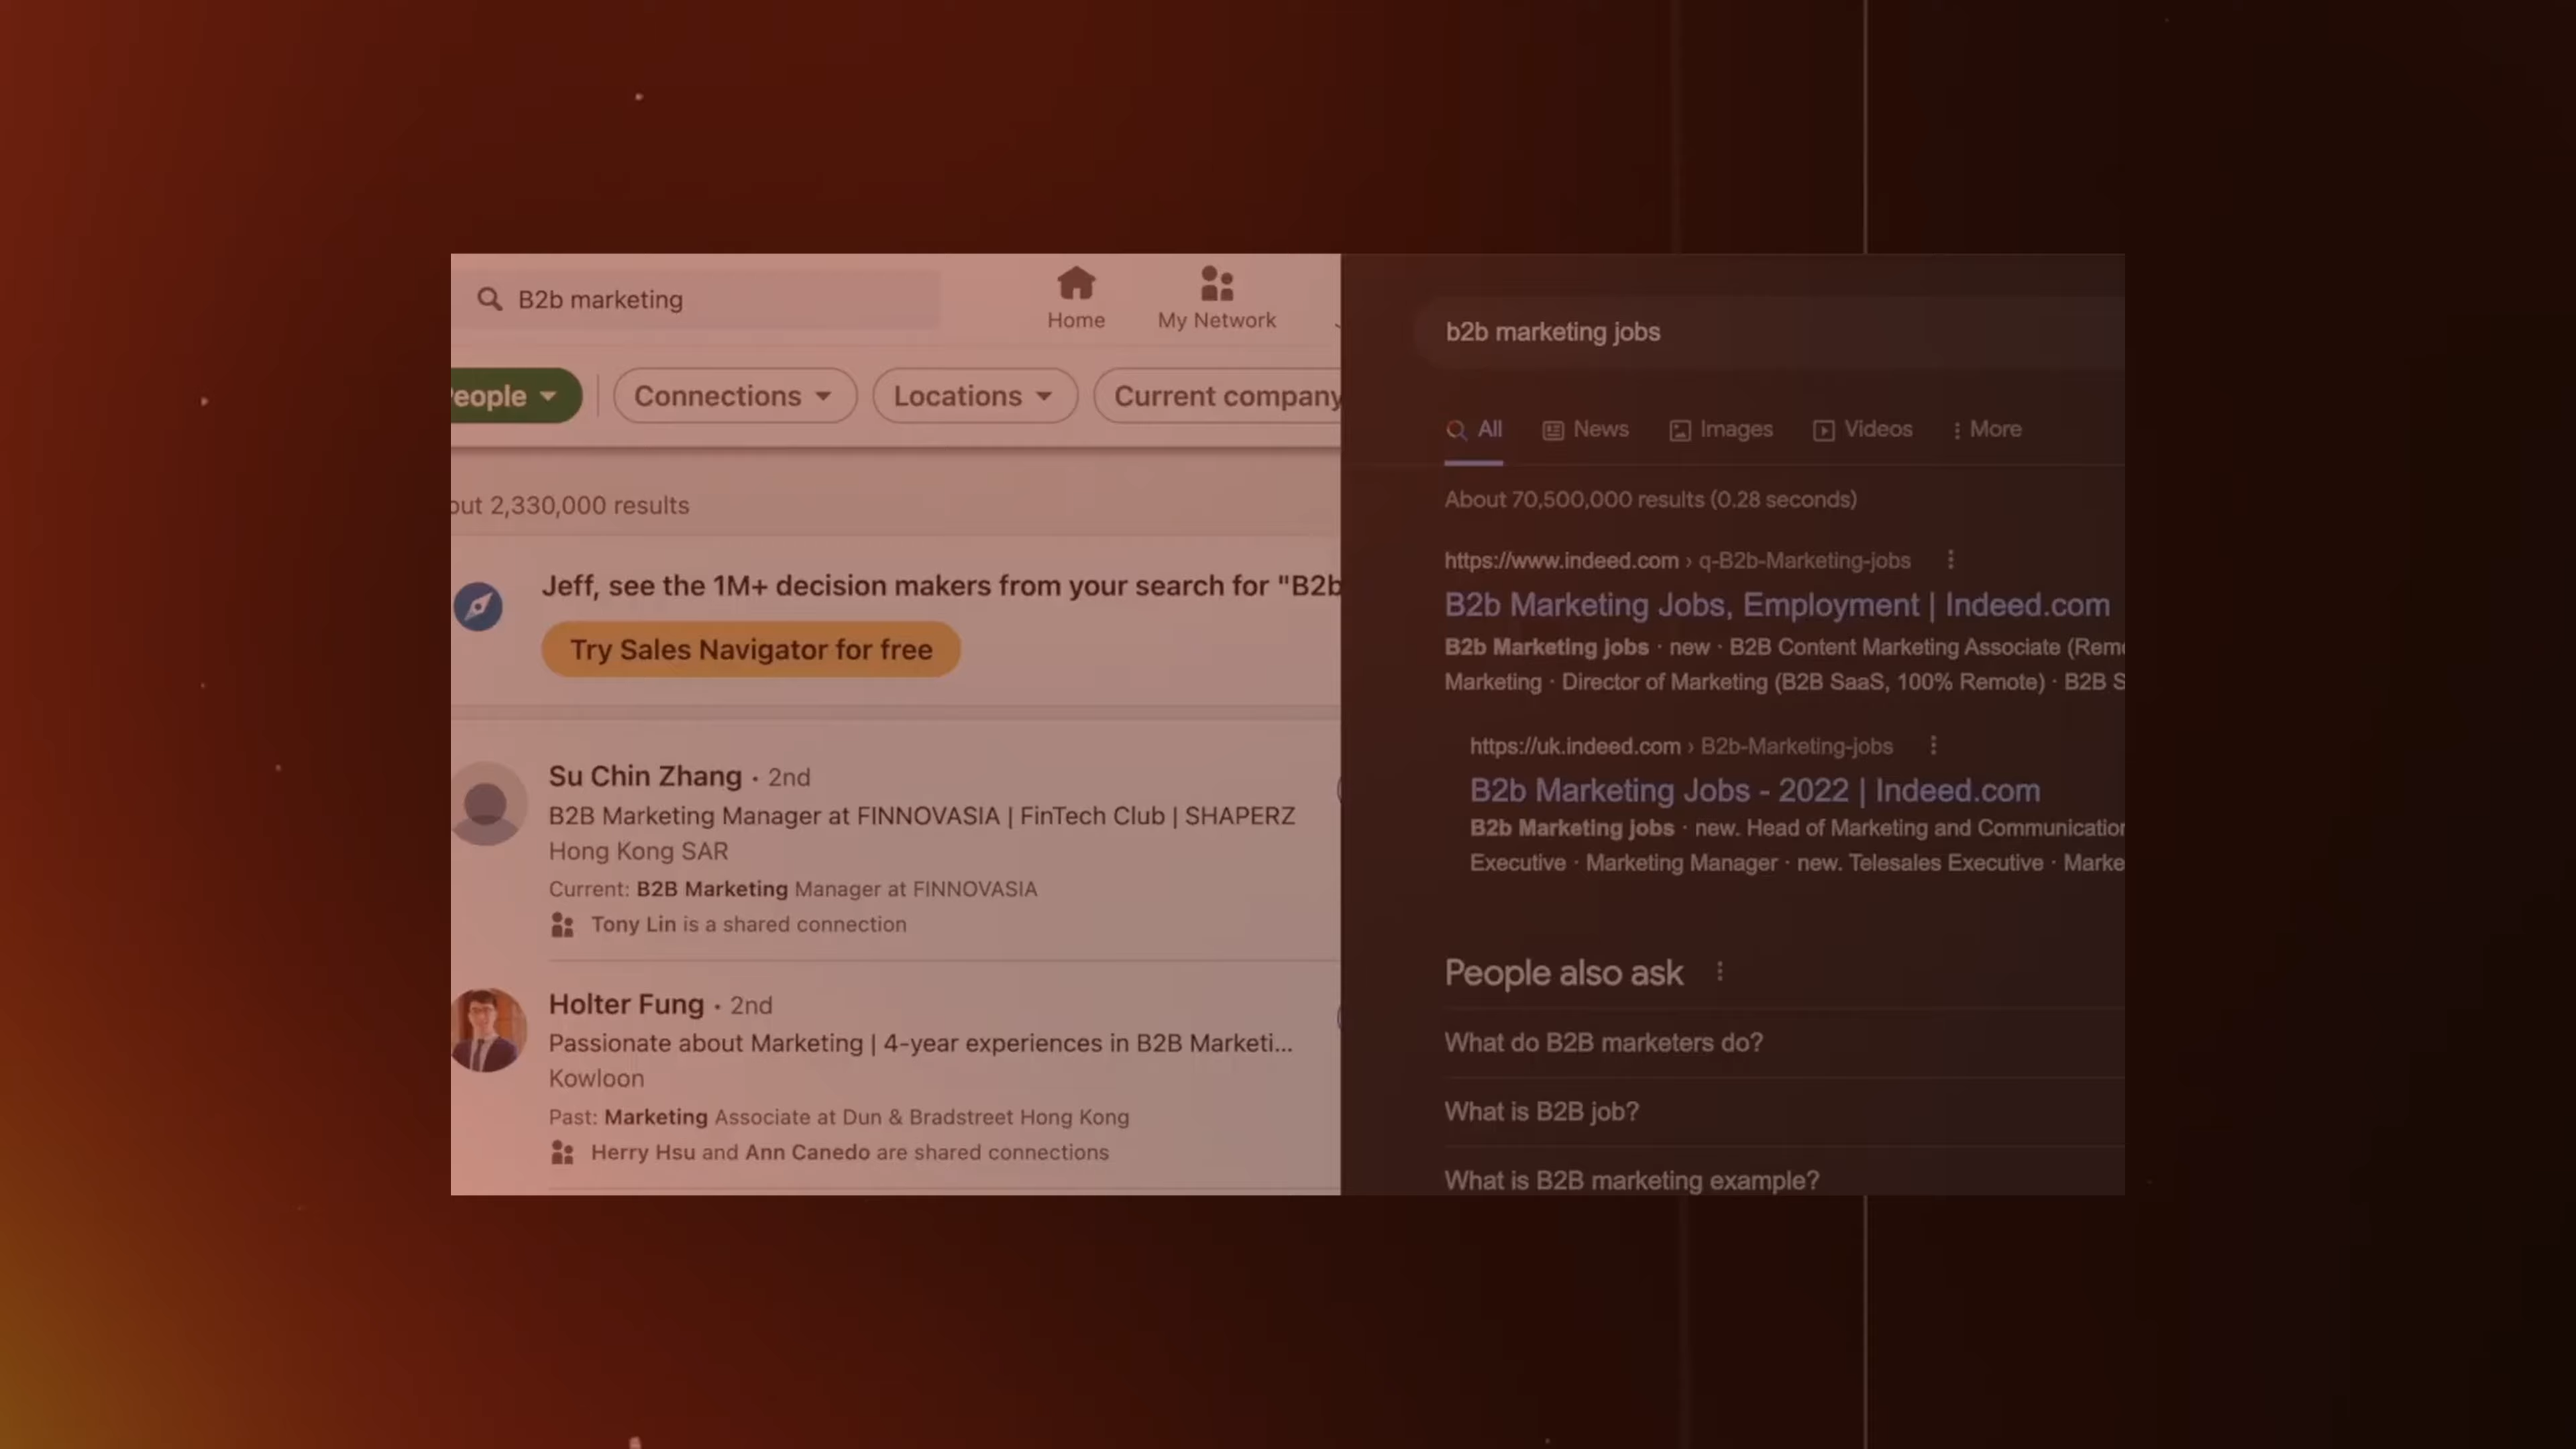 B2b marketing
Home
My Network
People
Connections
Locations
Current company
out 2,330,000 results
Jeff, see the 1M+ decision makers from your search for "B2b
Try Sales Navigator for free
Su Chin Zhang · 2nd
B2B Marketing Manager at FINNOVASIA | FinTech Club | SHAPERZ
Hong Kong SAR
Current: B2B Marketing Manager at FINNOVASIA
Tony Lin is a shared connection
Holter Fung · 2nd
Passionate about Marketing | 4-year experiences in B2B Marketi...
Kowloon
Past: Marketing Associate at Dun & Bradstreet Hong Kong
Herry Hsu and Ann Canedo are shared connections
b2b marketing jobs
All
News
Images
Videos
More
About 70,500,000 results (0.28 seconds)
https://www.indeed.com › q-B2b-Marketing-jobs
B2b Marketing Jobs, Employment | Indeed.com
B2b Marketing jobs · new · B2B Content Marketing Associate (Remo
Marketing · Director of Marketing (B2B SaaS, 100% Remote) · B2B S
https://uk.indeed.com › B2b-Marketing-jobs
B2b Marketing Jobs - 2022 | Indeed.com
B2b Marketing jobs · new. Head of Marketing and Communication
Executive · Marketing Manager · new. Telesales Executive · Marke
People also ask
What do B2B marketers do?
What is B2B job?
What is B2B marketing example?